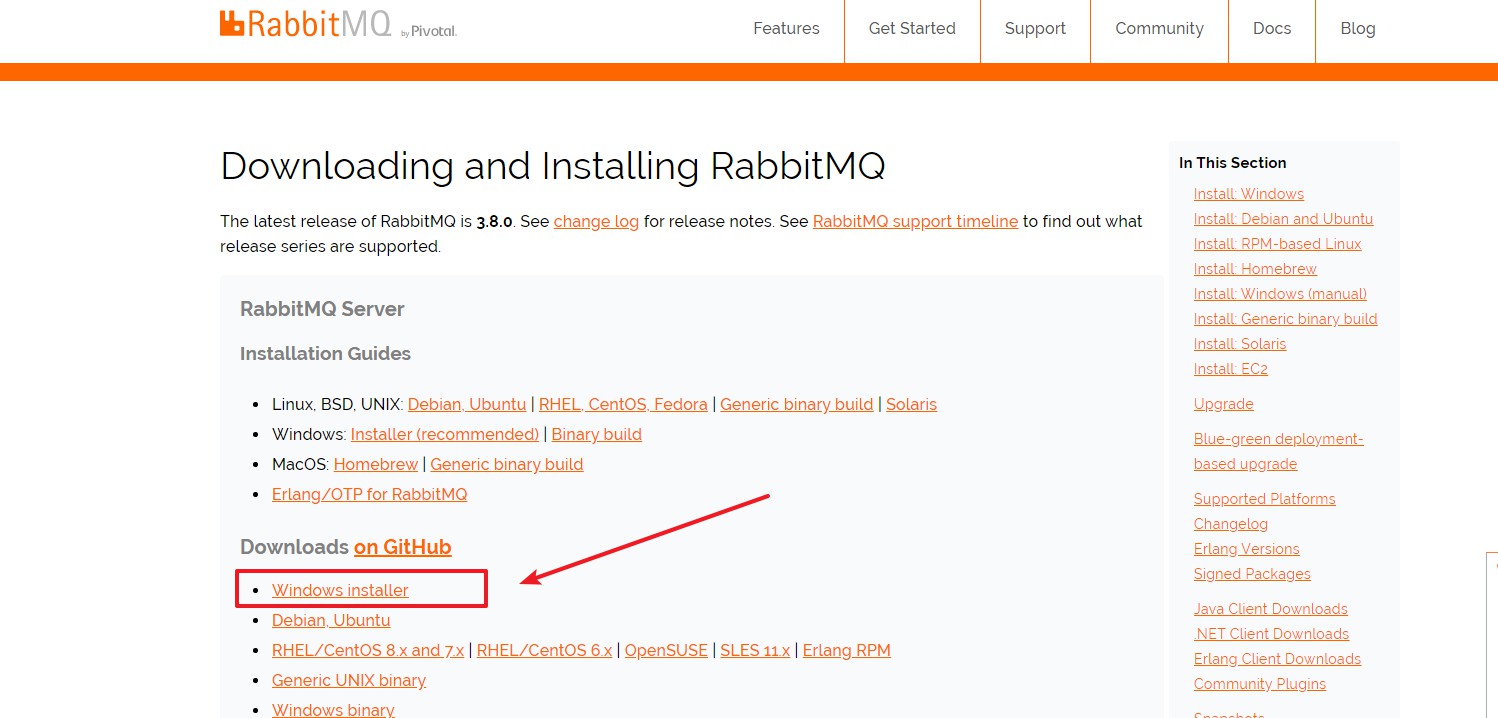 RabbitMQ by Pivotal.
Features
Get Started
Support
Community
Docs
Blog
Downloading and Installing RabbitMQ
The latest release of RabbitMQ is 3.8.0. See change log for release notes. See RabbitMQ support timeline to find out what
release series are supported.
RabbitMQ Server
Installation Guides
Linux, BSD, UNIX: Debian, Ubuntu | RHEL, CentOS, Fedora | Generic binary build | Solaris
Windows: Installer (recommended) | Binary build
MacOS: Homebrew | Generic binary build
Erlang/OTP for RabbitMQ
Downloads on GitHub
Windows installer
Debian, Ubuntu
RHEL/CentOS 8.x and 7.x | RHEL/CentOS 6.x | OpenSUSE | SLES 11.x | Erlang RPM
Generic UNIX binary
Windows binary
In This Section
Install: Windows
Install: Debian and Ubuntu
Install: RPM-based Linux
Install: Homebrew
Install: Windows (manual)
Install: Generic binary build
Install: Solaris
Install: EC2
Upgrade
Blue-green deployment-
based upgrade
Supported Platforms
Changelog
Erlang Versions
Signed Packages
Java Client Downloads
.NET Client Downloads
Erlang Client Downloads
Community Plugins
Snapshots